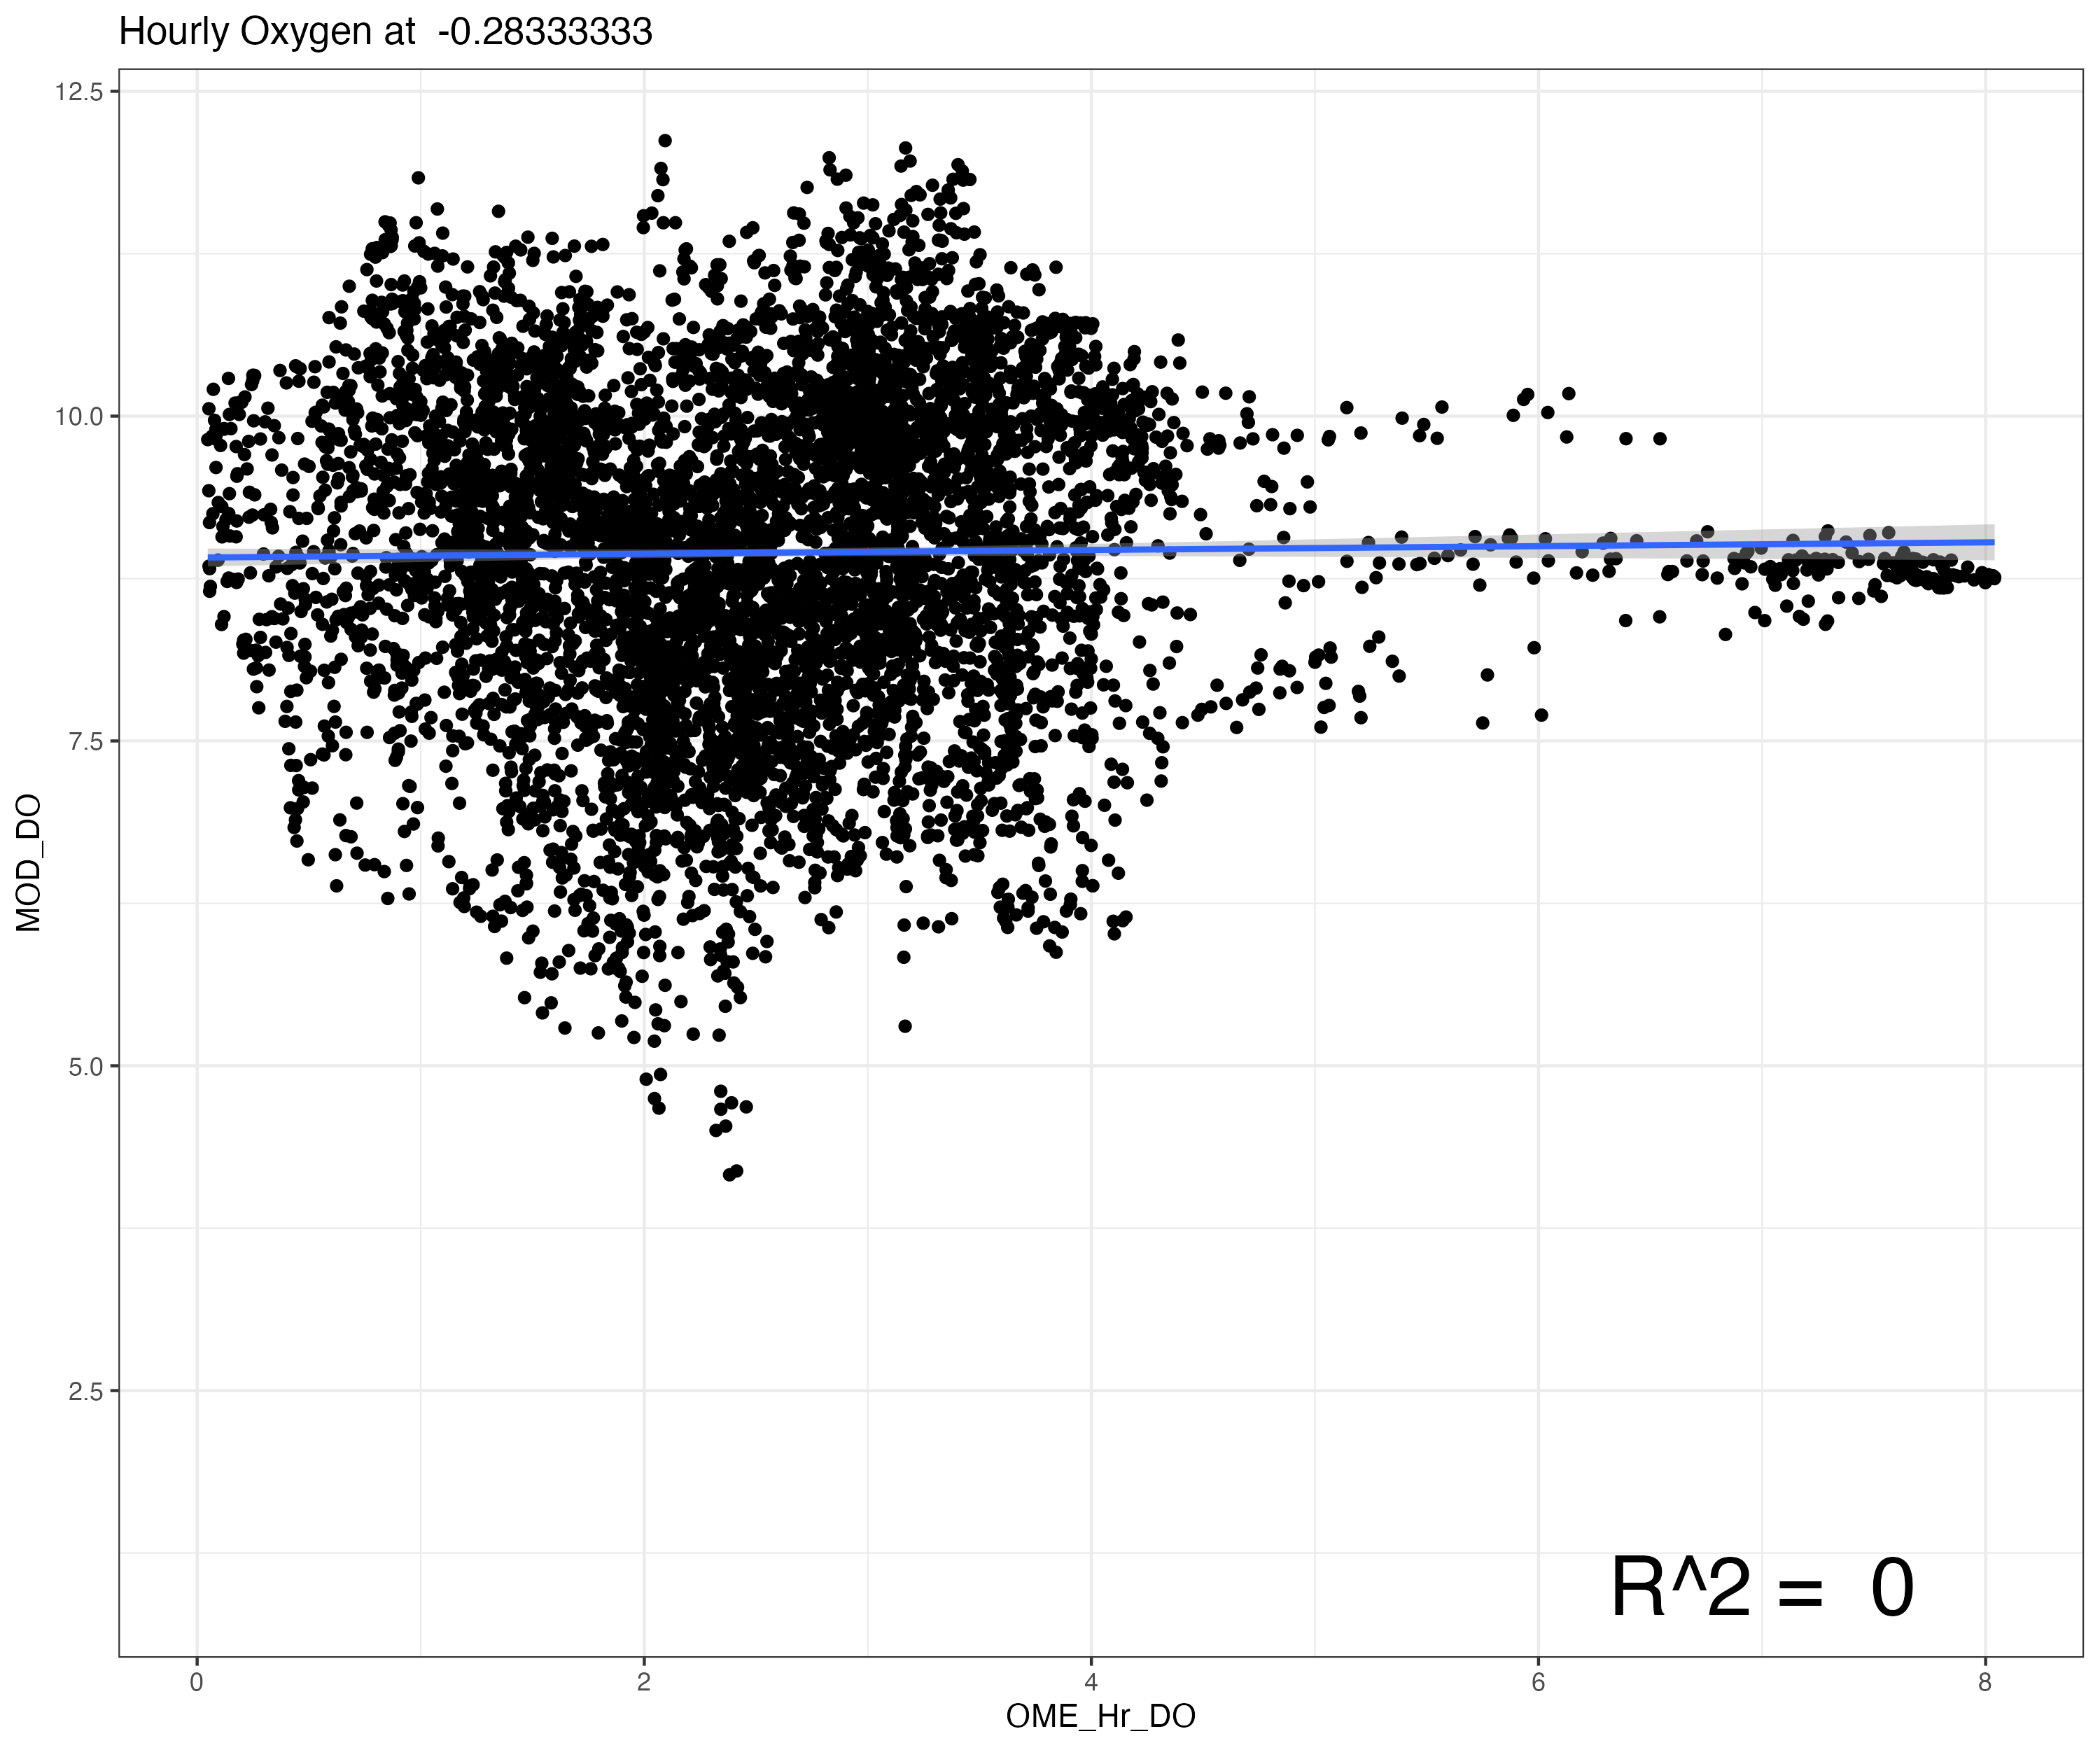 Hourly Oxygen at  -0.28333333
12.5
10.0
7.5
5.0
2.5
MOD_DO
R^2 =  0
0
2
4
6
8
OME_Hr_DO